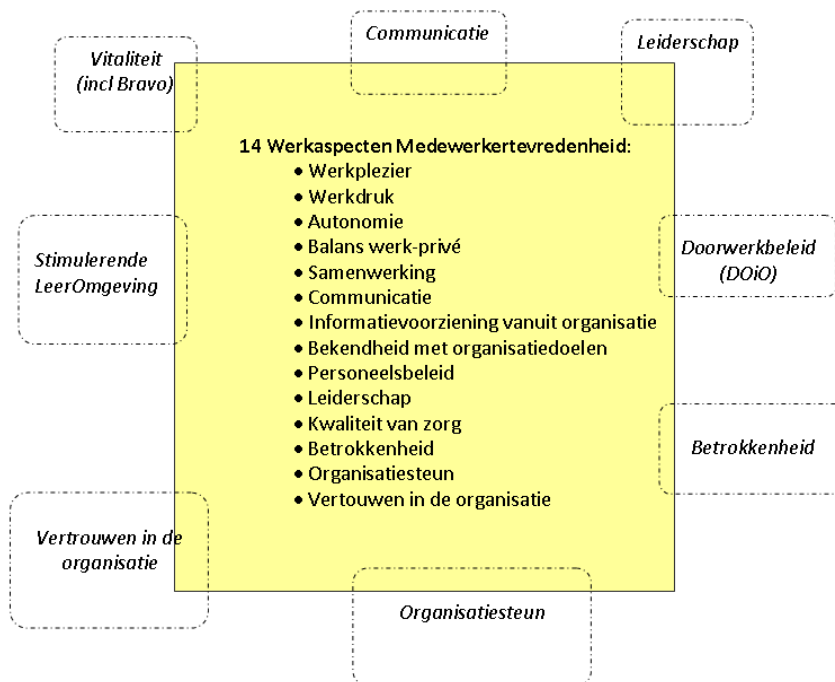 Communicatie
Leiderschap
Vitaliteit
(incl Bravo)
14 Werkaspecten Medewerkertevredenheid:
• Werkplezier
• Werkdruk
• Autonomie
• Balans werk-privé
• Samenwerking
• Communicatie
• Informatievoorziening vanuit organisatie
• Bekendheid met organisatiedoelen
• Personeelsbeleid
• Leiderschap
• Kwaliteit van zorg
• Betrokkenheid
• Organisatiesteun
• Vertouwen in de organisatie
Stimulerende
LeerOmgeving
Doorwerkbeleid
(DOiO)
Betrokkenheid
Vertrouwen in de
organisatie
Organisatiesteun